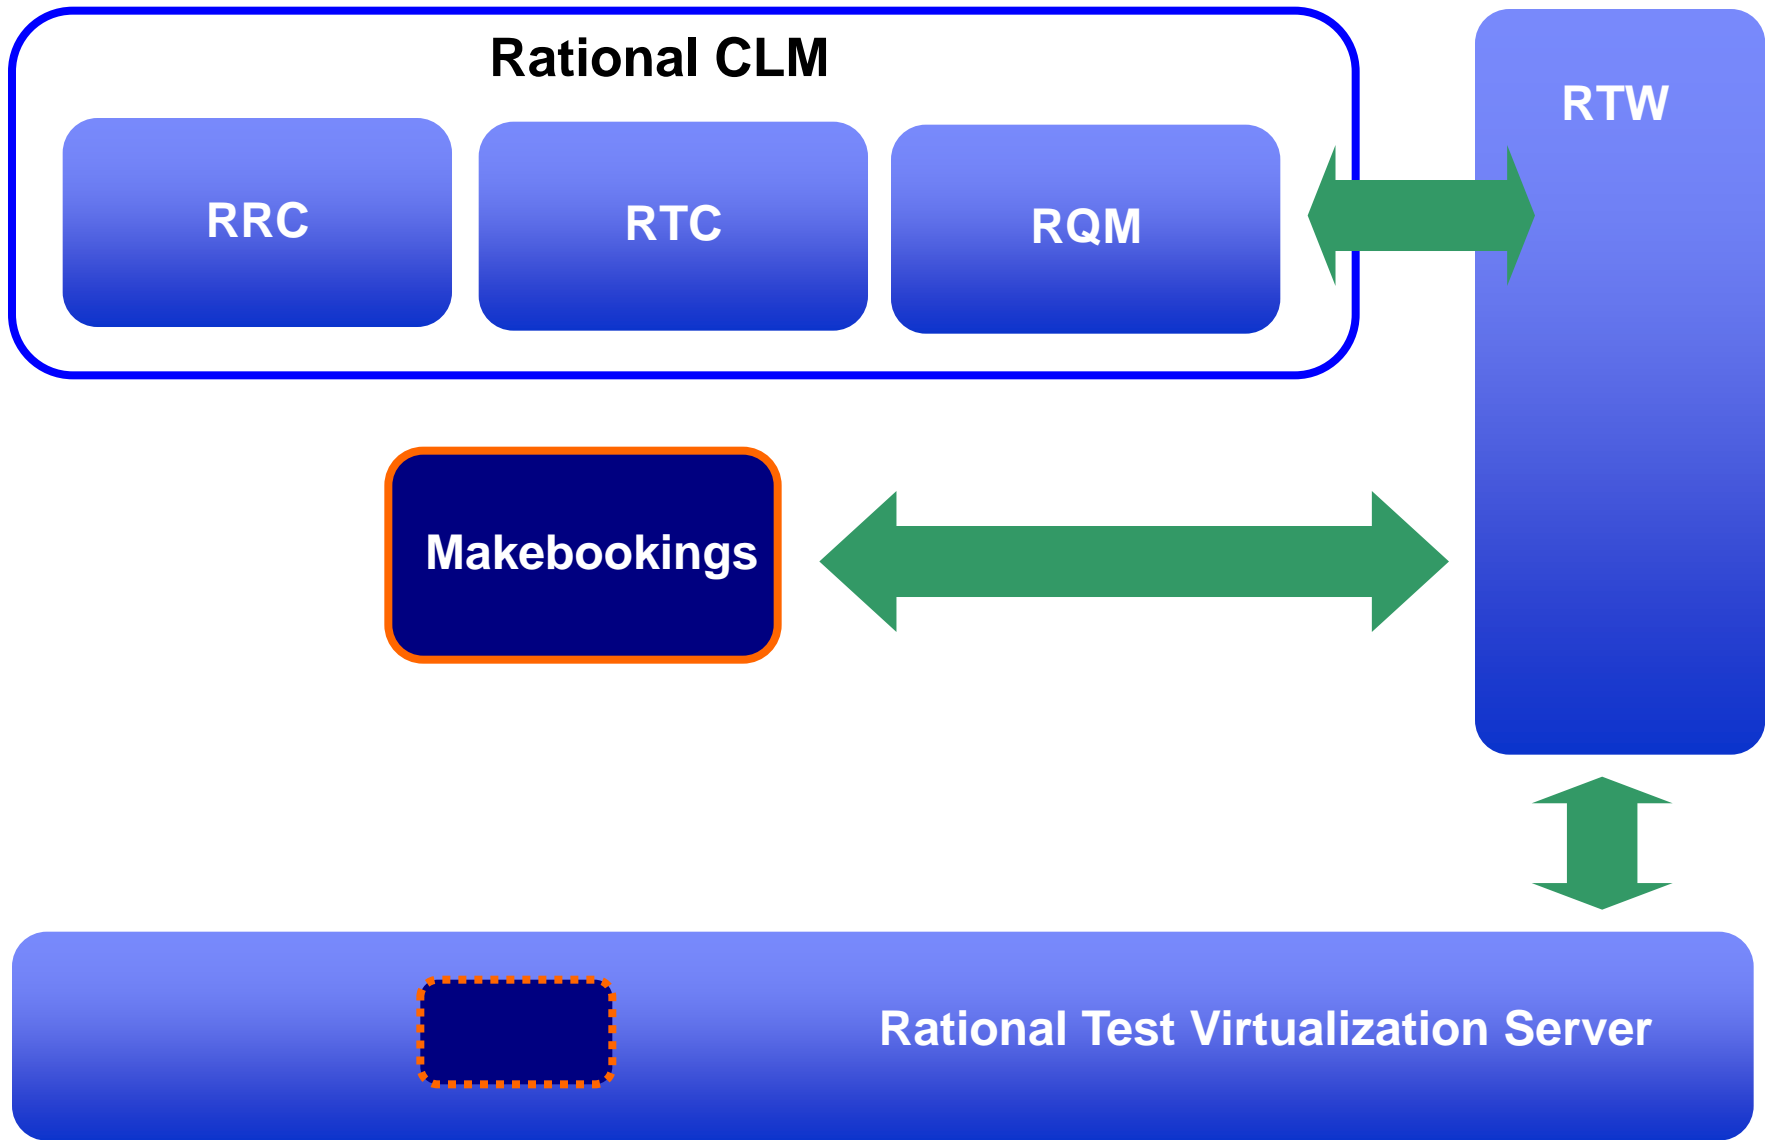 Rational CLM
RTW
RRC
RTC
RQM
Makebookings
Rational Test Virtualization Server